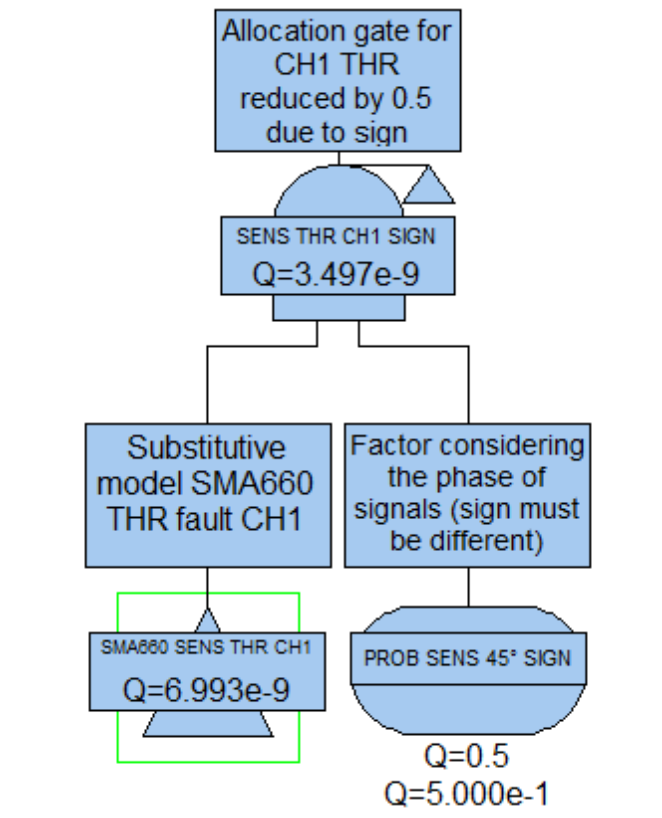 Allocation gate for
CH1 THR
reduced by 0.5
due to sign
SENS THR CH1 SIGN
Q=3.497e-9
Substitutive
model SMA660
THR fault CH1
Factor considering
the phase of
signals (sign must
be different)
SMA660 SENS THR CH1
Q=6.993e-9
PROB SENS 45° SIGN
Q=0.5
Q=5.000e-1